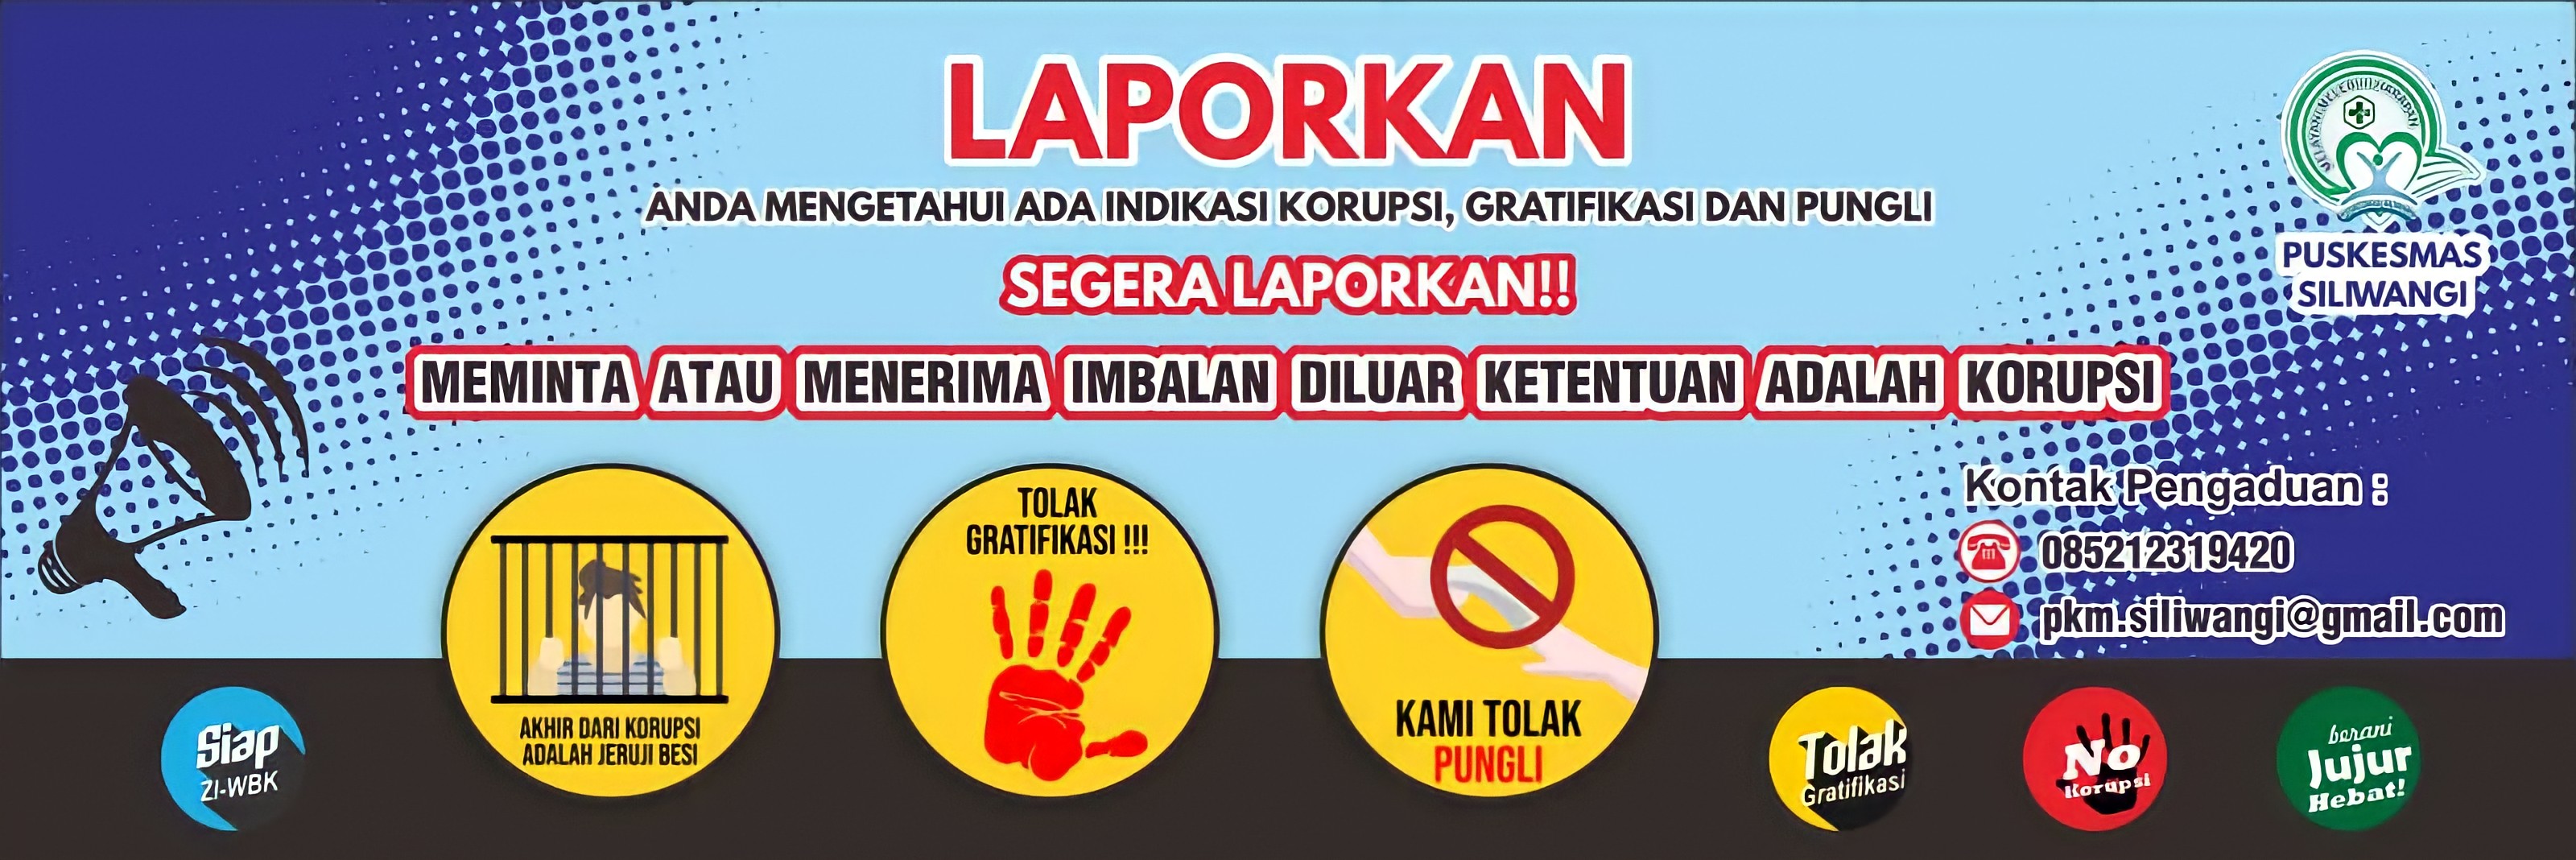 LAPORKAN
ANDA MENGETAHUI ADA INDIKASI KORUPSI, GRATIFIKASI DAN PUNGLI
SEGERA LAPORKAN!!
MEMINTA ATAU MENERIMA IMBALAN DILUAR KETENTUAN ADALAH KORUPSI
PUSKESMAS
SILIWANGI
Kontak Pengaduan :
085212319420
pkm.siliwangi@gmail.com
AKHIR DARI KORUPSI
ADALAH JERUJI BESI
TOLAK
GRATIFIKASI !!!
KAMI TOLAK
PUNGLI
Siap
ZI-WBK
Tolak
Gratifikasi
No
Korupsi
berani
Jujur
Hebat!